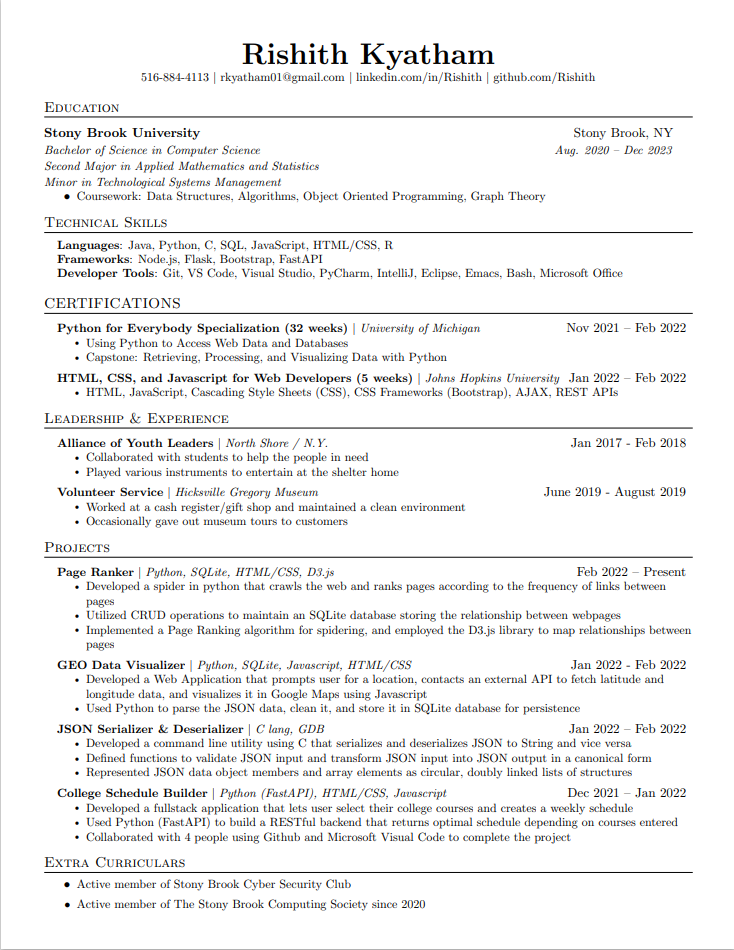 Rishith Kyatham
516-884-4113 | rkyatham01@gmail.com | linkedin.com/in/Rishith | github.com/Rishith
Education
Stony Brook University Stony Brook, NY
Bachelor of Science in Computer Science Aug. 2020 – Dec 2023
Second Major in Applied Mathematics and Statistics
Minor in Technological Systems Management
• Coursework: Data Structures, Algorithms, Object Oriented Programming, Graph Theory
Technical Skills
Languages: Java, Python, C, SQL, JavaScript, HTML/CSS, R
Frameworks: Node.js, Flask, Bootstrap, FastAPI
Developer Tools: Git, VS Code, Visual Studio, PyCharm, IntelliJ, Eclipse, Emacs, Bash, Microsoft Office
CERTIFICATIONS
Python for Everybody Specialization (32 weeks) | University of Michigan Nov 2021 – Feb 2022
• Using Python to Access Web Data and Databases
• Capstone: Retrieving, Processing, and Visualizing Data with Python
HTML, CSS, and Javascript for Web Developers (5 weeks) | Johns Hopkins University Jan 2022 – Feb 2022
• HTML, JavaScript, Cascading Style Sheets (CSS), CSS Frameworks (Bootstrap), AJAX, REST APIs
Leadership & Experience
Alliance of Youth Leaders | North Shore / N.Y. Jan 2017 - Feb 2018
• Collaborated with students to help the people in need
• Played various instruments to entertain at the shelter home
Volunteer Service | Hicksville Gregory Museum June 2019 - August 2019
• Worked at a cash register/gift shop and maintained a clean environment
• Occasionally gave out museum tours to customers
Projects
Page Ranker | Python, SQLite, HTML/CSS, D3.js Feb 2022 – Present
• Developed a spider in python that crawls the web and ranks pages according to the frequency of links between
pages
• Utilized CRUD operations to maintain an SQLite database storing the relationship between webpages
• Implemented a Page Ranking algorithm for spidering, and employed the D3.js library to map relationships between
pages
GEO Data Visualizer | Python, SQLite, Javascript, HTML/CSS Jan 2022 - Feb 2022
• Developed a Web Application that prompts user for a location, contacts an external API to fetch latitude and
longitude data, and visualizes it in Google Maps using Javascript
• Used Python to parse the JSON data, clean it, and store it in SQLite database for persistence
JSON Serializer & Deserializer | C lang, GDB Jan 2022 – Feb 2022
• Developed a command line utility using C that serializes and deserializes JSON to String and vice versa
• Defined functions to validate JSON input and transform JSON input into JSON output in a canonical form
• Represented JSON data object members and array elements as circular, doubly linked lists of structures
College Schedule Builder | Python (FastAPI), HTML/CSS, Javascript Dec 2021 – Jan 2022
• Developed a fullstack application that lets user select their college courses and creates a weekly schedule
• Used Python (FastAPI) to build a RESTful backend that returns optimal schedule depending on courses entered
• Collaborated with 4 people using Github and Microsoft Visual Code to complete the project
Extra Curriculars
• Active member of Stony Brook Cyber Security Club
• Active member of The Stony Brook Computing Society since 2020